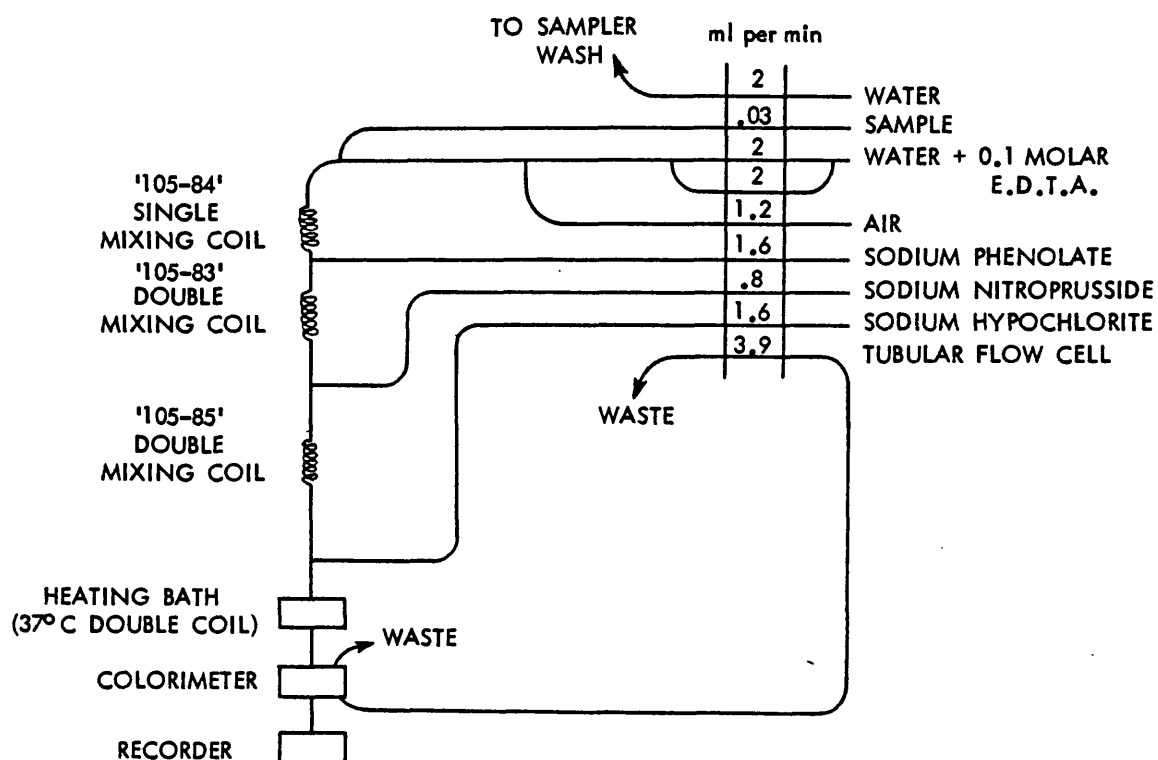 TO SAMPLER
WASH
ml per min
2
WATER
.03
SAMPLE
2
WATER + 0.1 MOLAR
E.D.T.A.
2
1.2
AIR
1.6
SODIUM PHENOLATE
.8
SODIUM NITROPRUSSIDE
1.6
SODIUM HYPOCHLORITE
3.9
TUBULAR FLOW CELL
WASTE
'105-84'
SINGLE
MIXING COIL
'105-83'
DOUBLE
MIXING COIL
'105-85'
DOUBLE
MIXING COIL
HEATING BATH
(37° C DOUBLE COIL)
WASTE
COLORIMETER
RECORDER